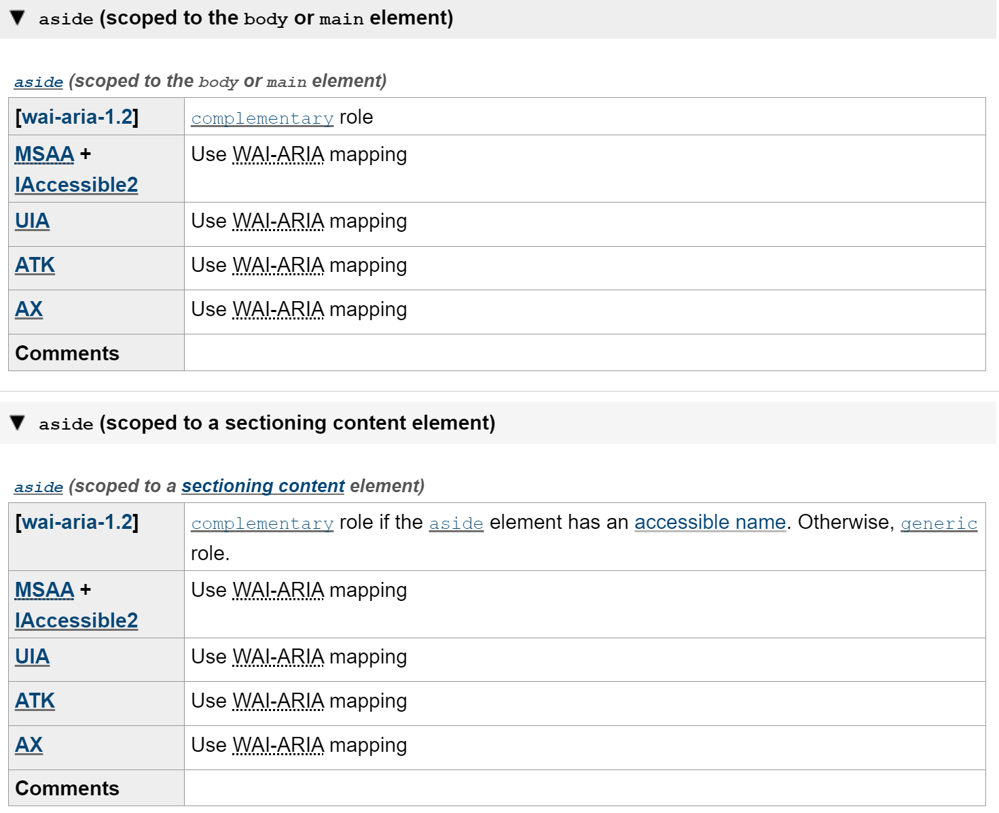 ▼ aside (scoped to the body or main element)
aside (scoped to the body or main element)
[wai-aria-1.2] complementary role
MSAA + Use WAI-ARIA mapping
IAccessible2
UIA Use WAI-ARIA mapping
ATK Use WAI-ARIA mapping
AX Use WAI-ARIA mapping
Comments
▼ aside (scoped to a sectioning content element)
aside (scoped to a sectioning content element)
[wai-aria-1.2] complementary role if the aside element has an accessible name. Otherwise, generic
role.
MSAA + Use WAI-ARIA mapping
IAccessible2
UIA Use WAI-ARIA mapping
ATK Use WAI-ARIA mapping
AX Use WAI-ARIA mapping
Comments